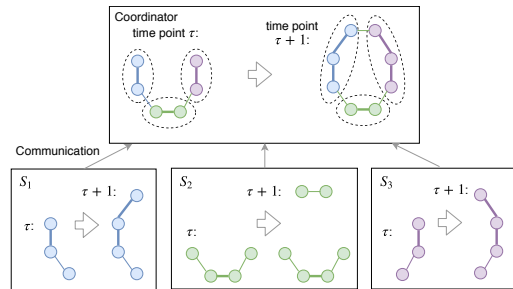 Coordinator
time point τ:
time point
τ + 1:
Communication
S1
τ + 1:
τ:
S2
τ + 1:
τ:
S3
τ + 1:
τ: